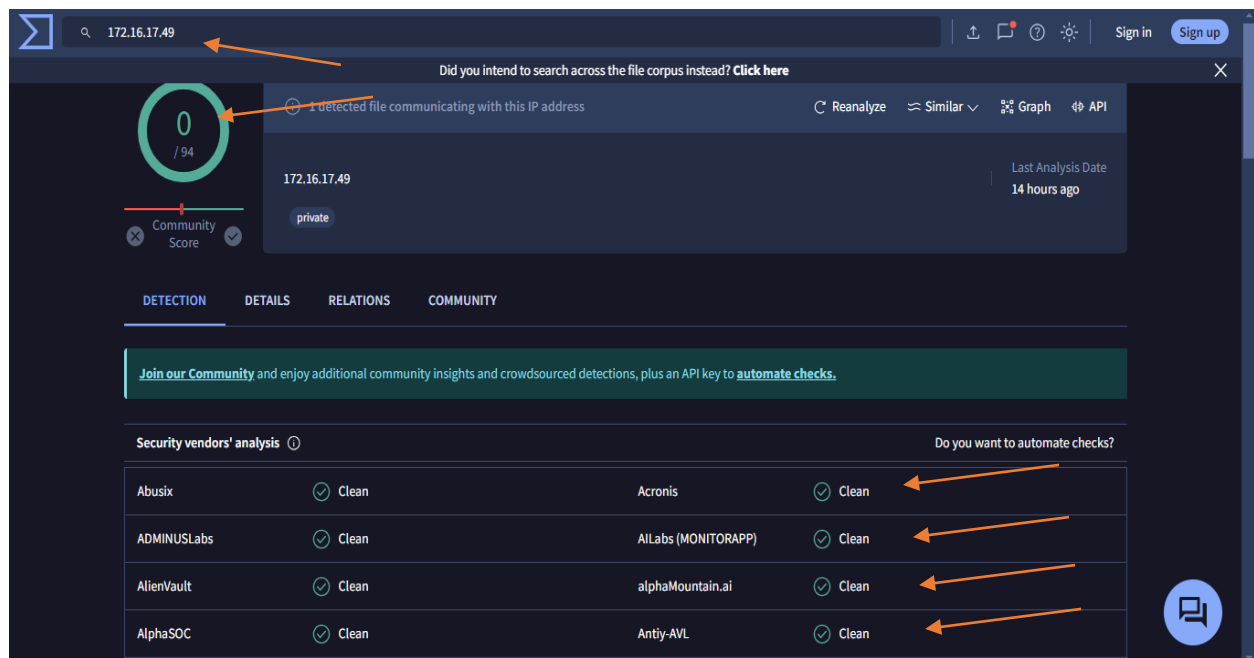 172.16.17.49
Sign in
Sign up
Did you intend to search across the file corpus instead? Click here
0
/ 94
1 detected file communicating with this IP address
Reanalyze
Similar
Graph
API
172.16.17.49
private
Last Analysis Date
14 hours ago
Community
Score
DETECTION
DETAILS
RELATIONS
COMMUNITY
Join our Community and enjoy additional community insights and crowdsourced detections, plus an API key to automate checks.
Security vendors' analysis
Do you want to automate checks?
Abusix
Clean
Acronis
Clean
ADMINUSLabs
Clean
AILabs (MONITORAPP)
Clean
AlienVault
Clean
alphaMountain.ai
Clean
AlphaSOC
Clean
Antiy-AVL
Clean